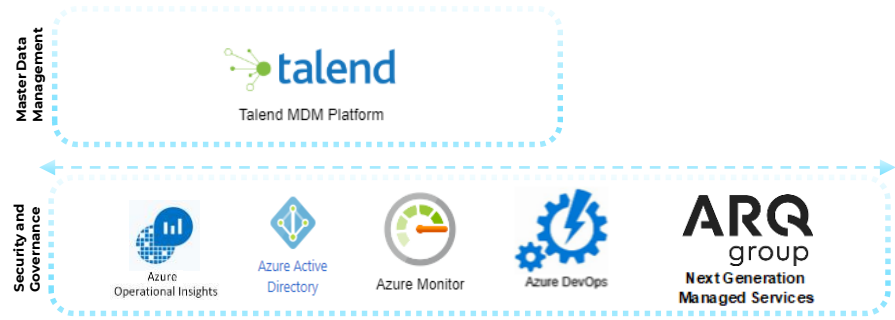 Master Data
Management
talend
Talend MDM Platform
Security and
Governance
Azure
Operational Insights
Azure Active
Directory
Azure Monitor
Azure DevOps
ARQ
group
Next Generation
Managed Services